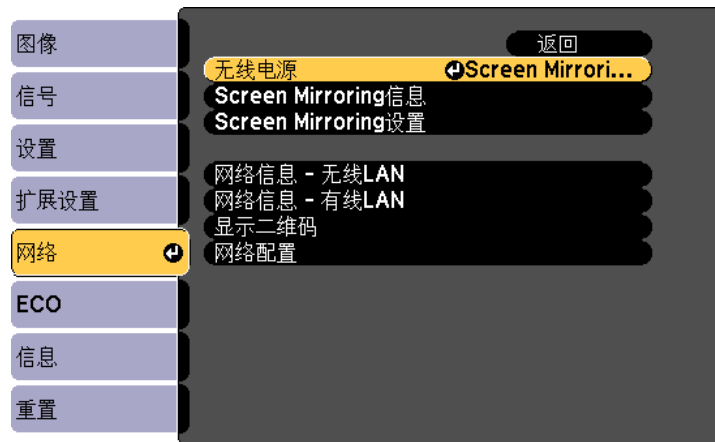 图像
信号
设置
扩展设置
网络
ECO
信息
重置
返回
无线电源 Screen Mirrori...
Screen Mirroring信息
Screen Mirroring设置
网络信息 - 无线LAN
网络信息 - 有线LAN
显示二维码
网络配置